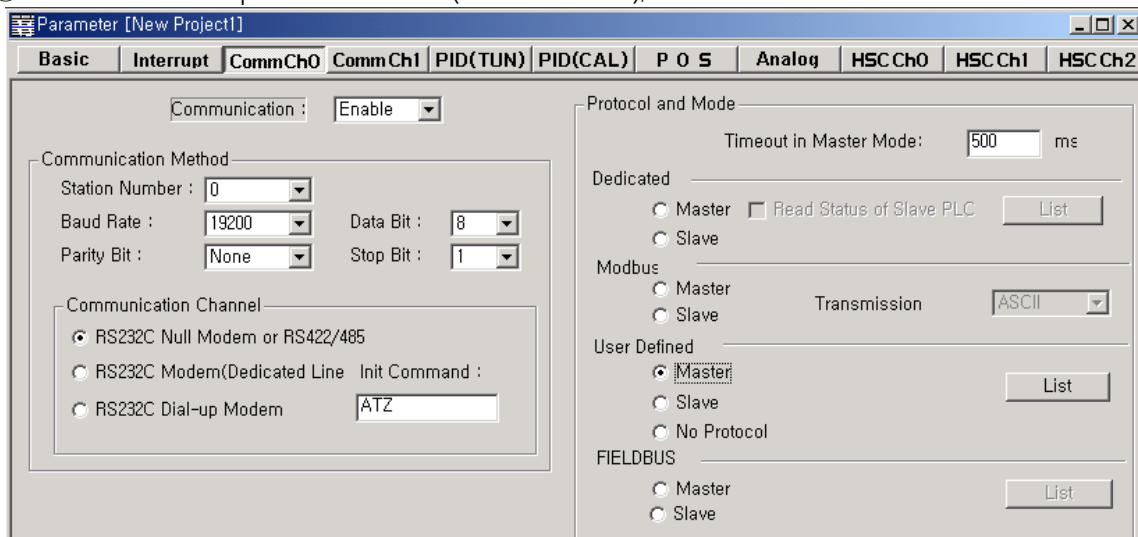 Parameter [New Project1]
Basic Interrupt CommCh0 CommCh1 PID(TUN) PID(CAL) P O S Analog HSCCh0 HSCCh1 HSCCh2
Communication : Enable
Communication Method
Station Number : 0
Baud Rate : 19200 Data Bit : 8
Parity Bit : None Stop Bit : 1
Communication Channel
RS232C Null Modem or RS422/485
RS232C Modem(Dedicated Line Init Command :
RS232C Dial-up Modem ATZ
Protocol and Mode
Timeout in Master Mode: 500 ms
Dedicated
Master Read Status of Slave PLC List
Slave
Modbus
Master
Transmission ASCII
Slave
User Defined
Master
List
Slave
No Protocol
FIELDBUS
Master List
Slave